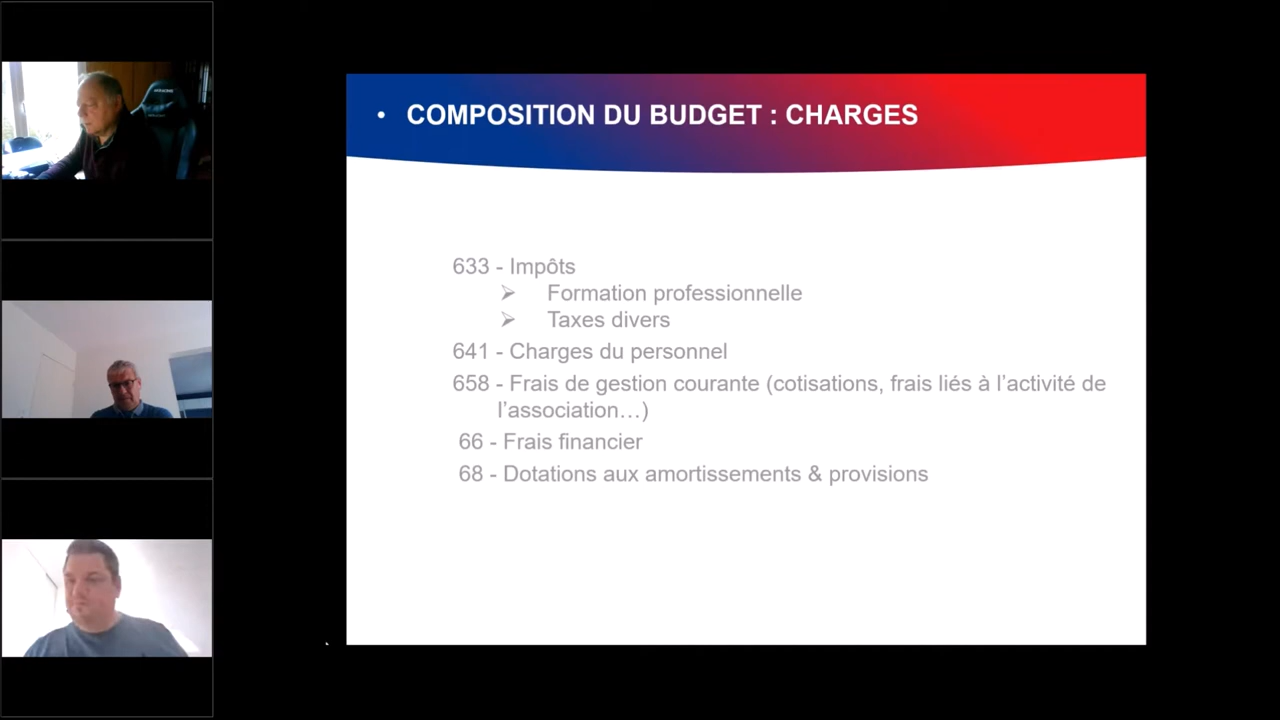 • COMPOSITION DU BUDGET : CHARGES
633 - Impôts
➢ Formation professionnelle
➢ Taxes divers
641 - Charges du personnel
658 - Frais de gestion courante (cotisations, frais liés à l'activité de
l'association…)
66 - Frais financier
68 - Dotations aux amortissements & provisions